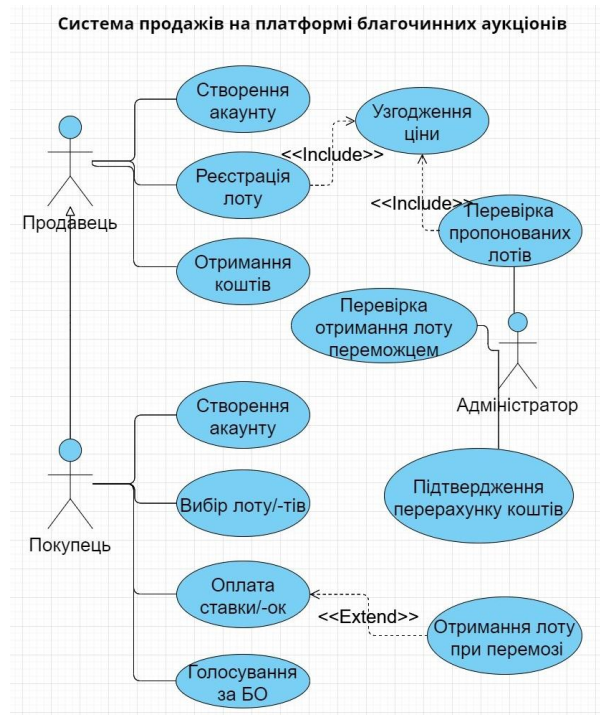 Система продажів на платформі благочинних аукціонів
Створення
акаунту
Узгодження
ціни
<<Include>>
Реєстрація
лоту
<<Include>>
Перевірка
пропонованих
лотів
Продавець
Отримання
коштів
Перевірка
отримання лоту
переможцем
Адміністратор
Створення
акаунту
Підтвердження
перерахунку коштів
Вибір лоту/-тів
Покупець
Оплата
ставки/-ок
<<Extend>>
Отримання лоту
при перемозі
Голосування
за БО